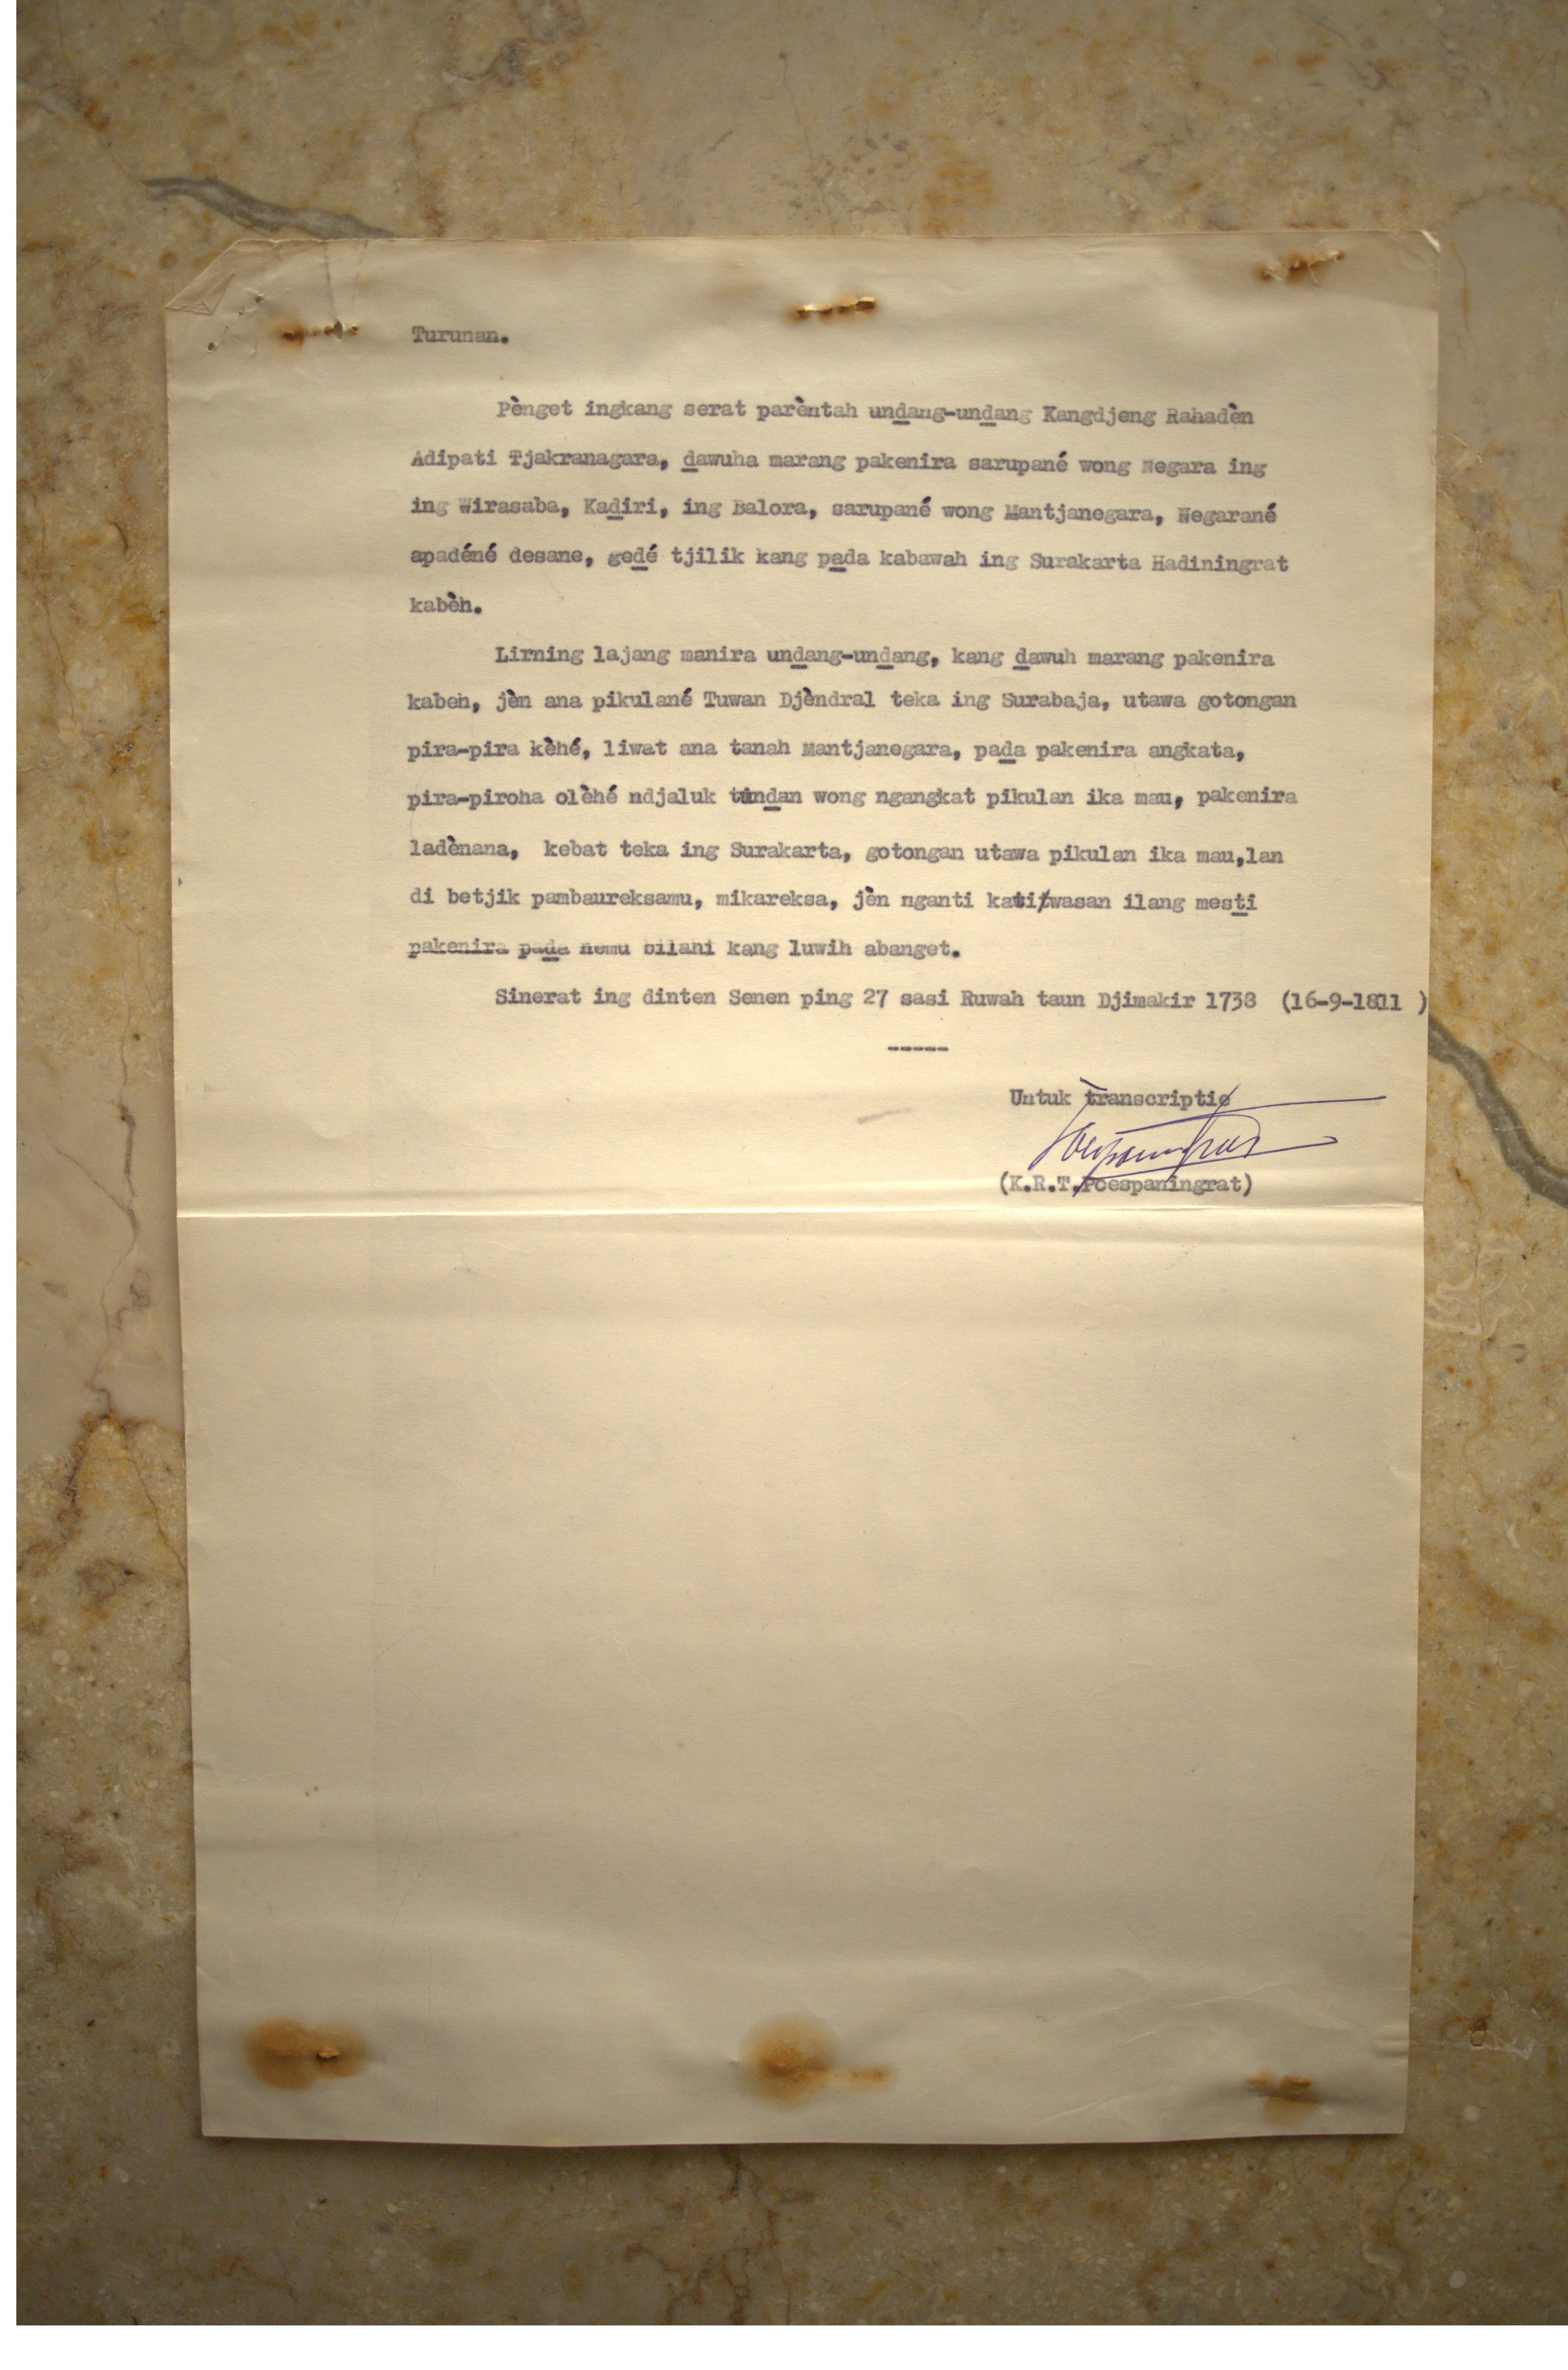 Turunan.
Pènget ingkang serat parèntah undang-undang Kangdjeng Rahadèn
Adipati Tjakranagara, dawuha marang pakenira sarupané wong Negara ing
ing Wirasaba, Kadiri, ing Balora, sarupané wong Mantjanegara, Negarané
apadéné desane, gedé tjilik kang pada kabawah ing Surakarta Hadiningrat
kabèh.
Lirning lajang manira undang-undang, kang dawuh marang pakenira
kabeh, jèn ana pikulané Tuwan Djèndral teka ing Surabaja, utawa gotongan
pira-pira kèhé, liwat ana tanah Mantjanegara, pada pakenira angkata,
pira-piroha olèhé ndjaluk tundan wong ngangkat pikulan ika mau, pakenira
ladènana, kebat teka ing Surakarta, gotongan utawa pikulan ika mau,lan
di betjik pambaureksamu, mikareksa, jèn nganti katiwasan ilang mesti
pakenira pada nemu bilani kang luwih abanget.
Sinerat ing dinten Senen ping 27 sasi Ruwah taun Djimakir 1738 (16-9-1811 )
-----
Untuk transcriptie
(K.R.T.Poespaningrat)